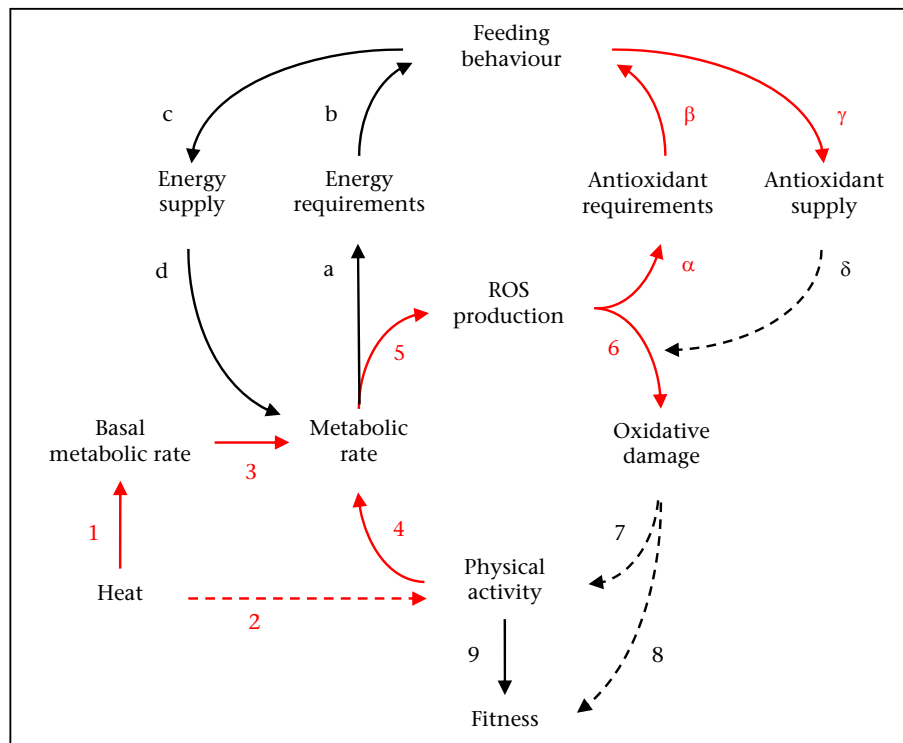 Feeding
behaviour
c
b
β
γ
Energy
supply
Energy
requirements
Antioxidant
requirements
Antioxidant
supply
d
a
α
δ
ROS
production
5
6
Basal
metabolic rate
Metabolic
rate
Oxidative
damage
3
1
4
7
Heat
Physical
activity
2
9
8
Fitness